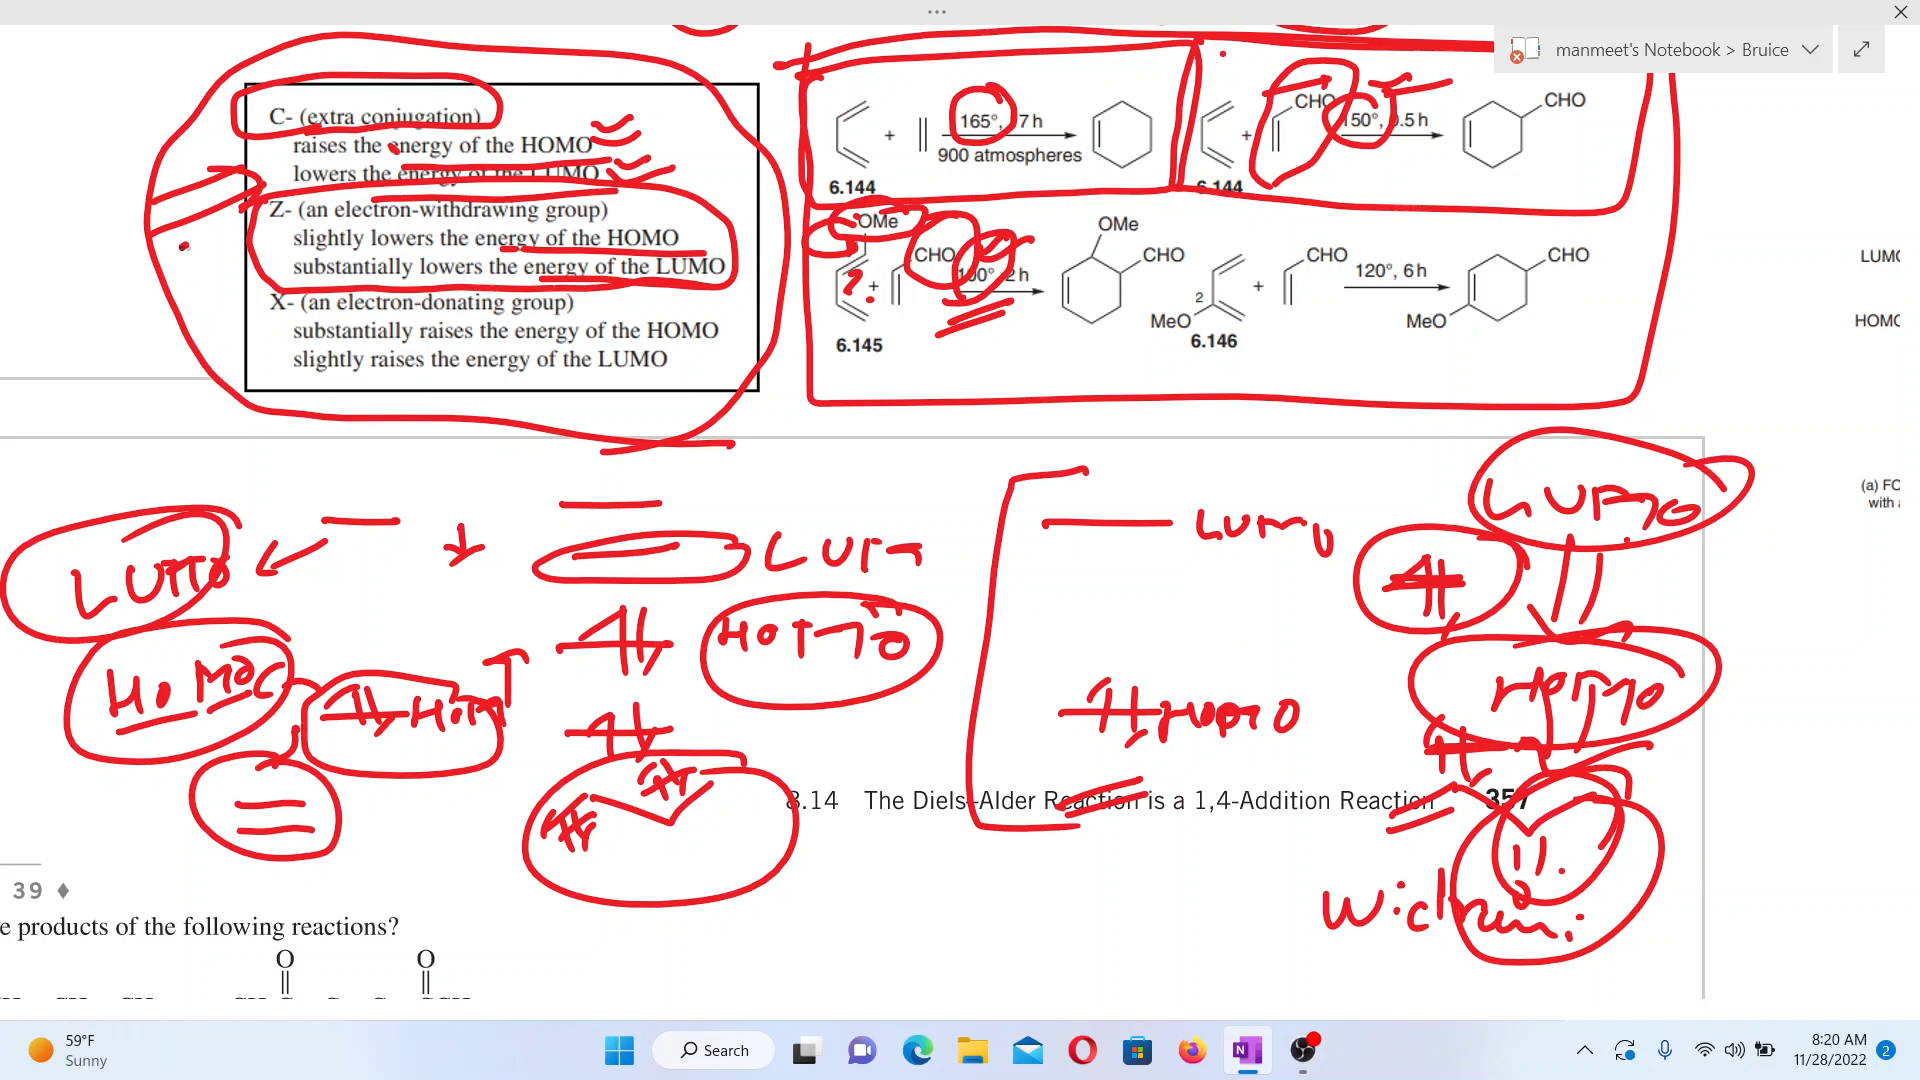 manmeet's Notebook > Bruice
C- (extra conjugation)
raises the energy of the HOMO
lowers the energy of the LUMO
Z- (an electron-withdrawing group)
slightly lowers the energy of the HOMO
substantially lowers the energy of the LUMO
X- (an electron-donating group)
substantially raises the energy of the HOMO
slightly raises the energy of the LUMO
+ 165°, 7 h
900 atmospheres
6.144
+ CHO 150°, 0.5 h CHO
6.144
OMe
+ CHO 100°, 2 h
OMe
CHO
6.145
2
MeO
+ CHO 120°, 6 h CHO
MeO
6.146
LUMO
HOMO
(a) FO
with
LUMO
HOMO
HOMO
LUM
HOMO
LUMO
HOMO
LUMO
HOMO
8.14 The Diels–Alder Reaction is a 1,4-Addition Reaction 357
39 ♦
e products of the following reactions?
O O
59°F
Sunny
Search
8:20 AM
11/28/2022
2